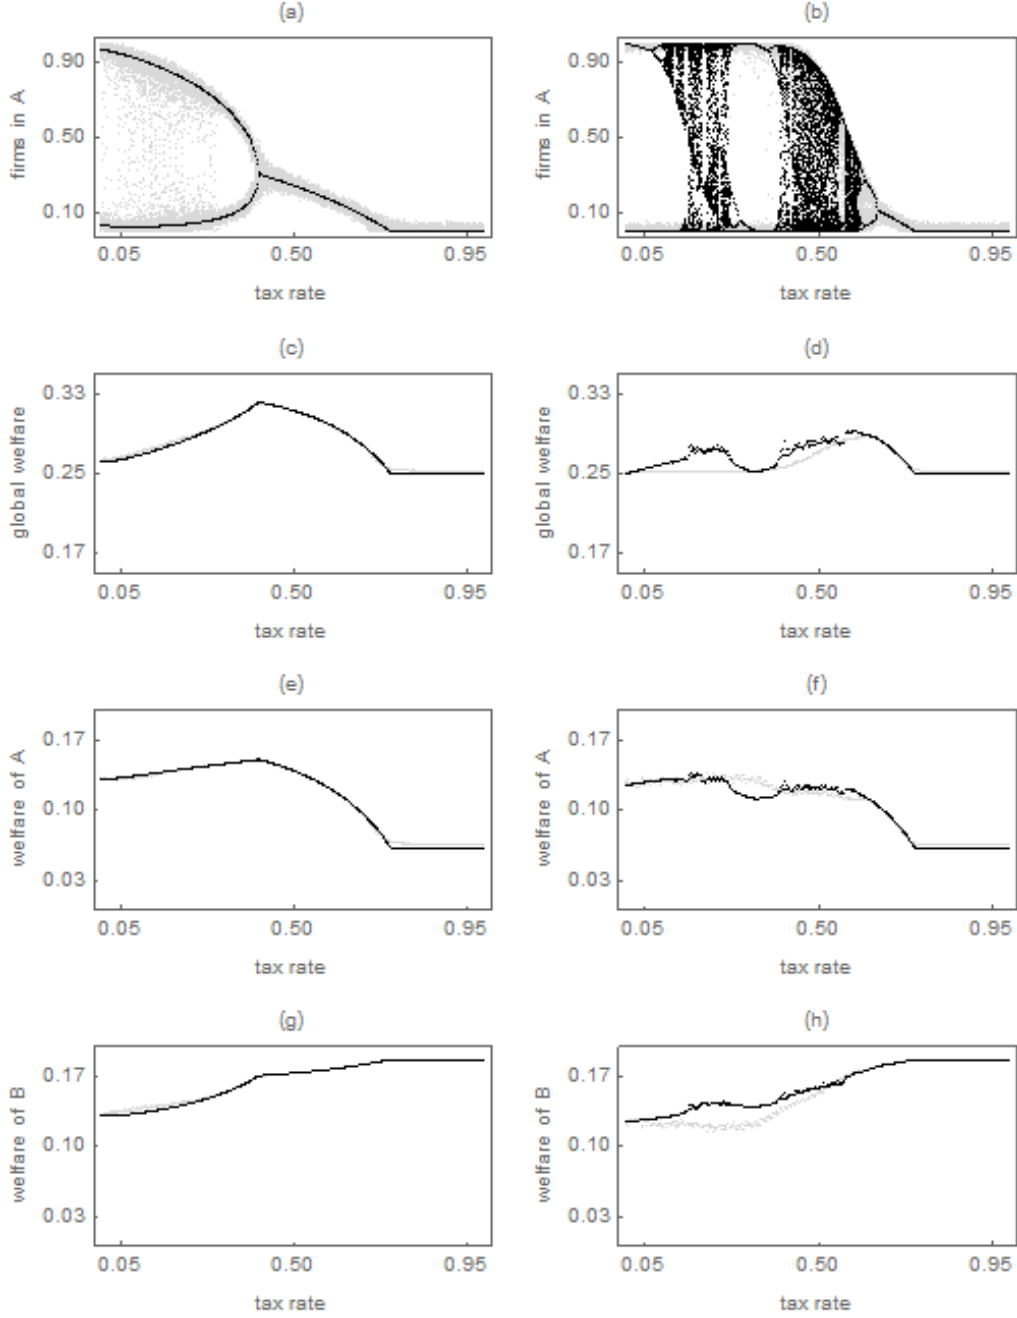 (a)
(b)
firms in A
0.90
0.50
0.10
0.05
0.50
0.95
tax rate
firms in A
0.90
0.50
0.10
0.05
0.50
0.95
tax rate
(c)
(d)
global welfare
0.33
0.25
0.17
0.05
0.50
0.95
tax rate
global welfare
0.33
0.25
0.17
0.05
0.50
0.95
tax rate
(e)
(f)
welfare of A
0.17
0.10
0.03
0.05
0.50
0.95
tax rate
welfare of A
0.17
0.10
0.03
0.05
0.50
0.95
tax rate
(g)
(h)
welfare of B
0.17
0.10
0.03
0.05
0.50
0.95
tax rate
welfare of B
0.17
0.10
0.03
0.05
0.50
0.95
tax rate